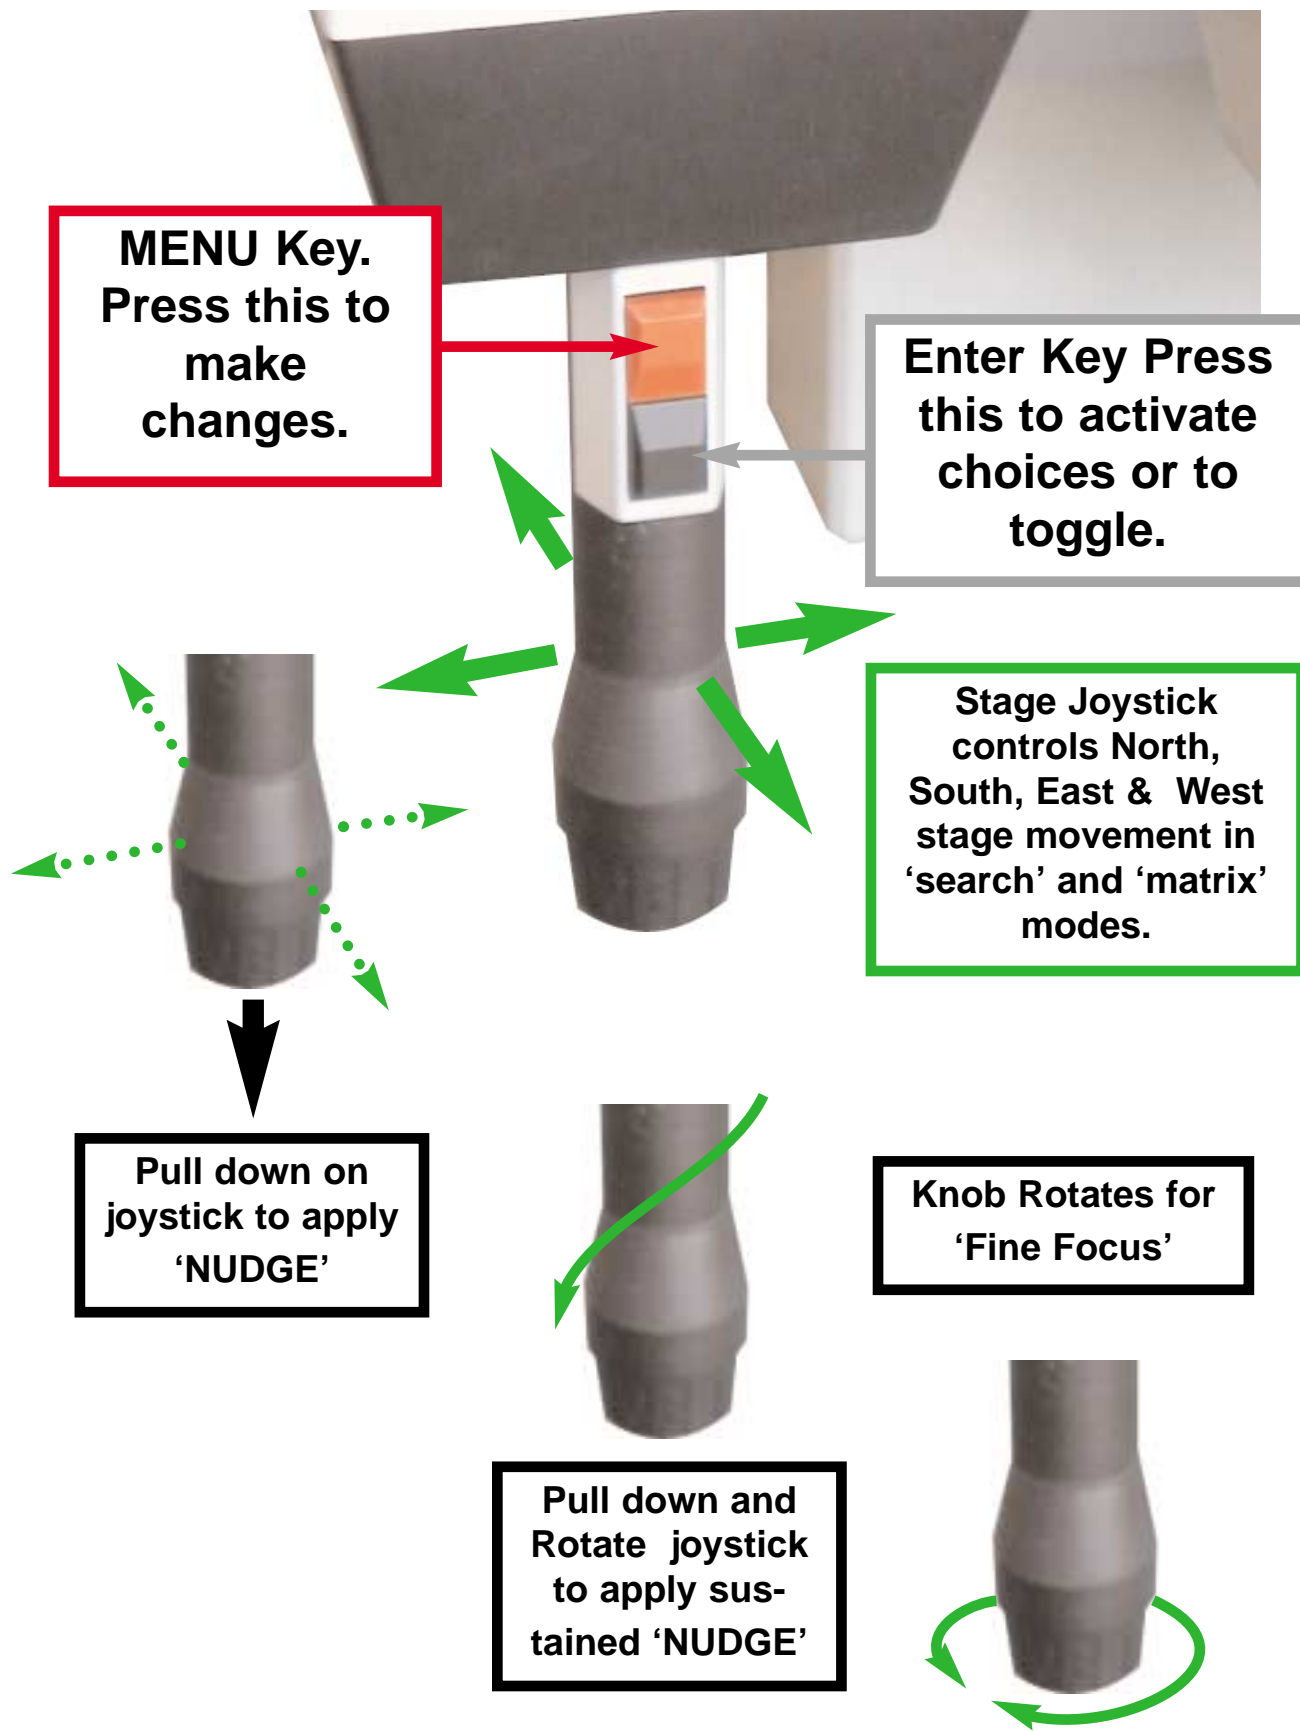 MENU Key.
Press this to
make
changes.
Enter Key Press
this to activate
choices or to
toggle.
Stage Joystick
controls North,
South, East &  West
stage movement in
‘search’ and ‘matrix’
modes.
Pull down on
joystick to apply
‘NUDGE’
Knob Rotates for
‘Fine Focus’
Pull down and
Rotate  joystick
to apply sus-
tained ‘NUDGE’